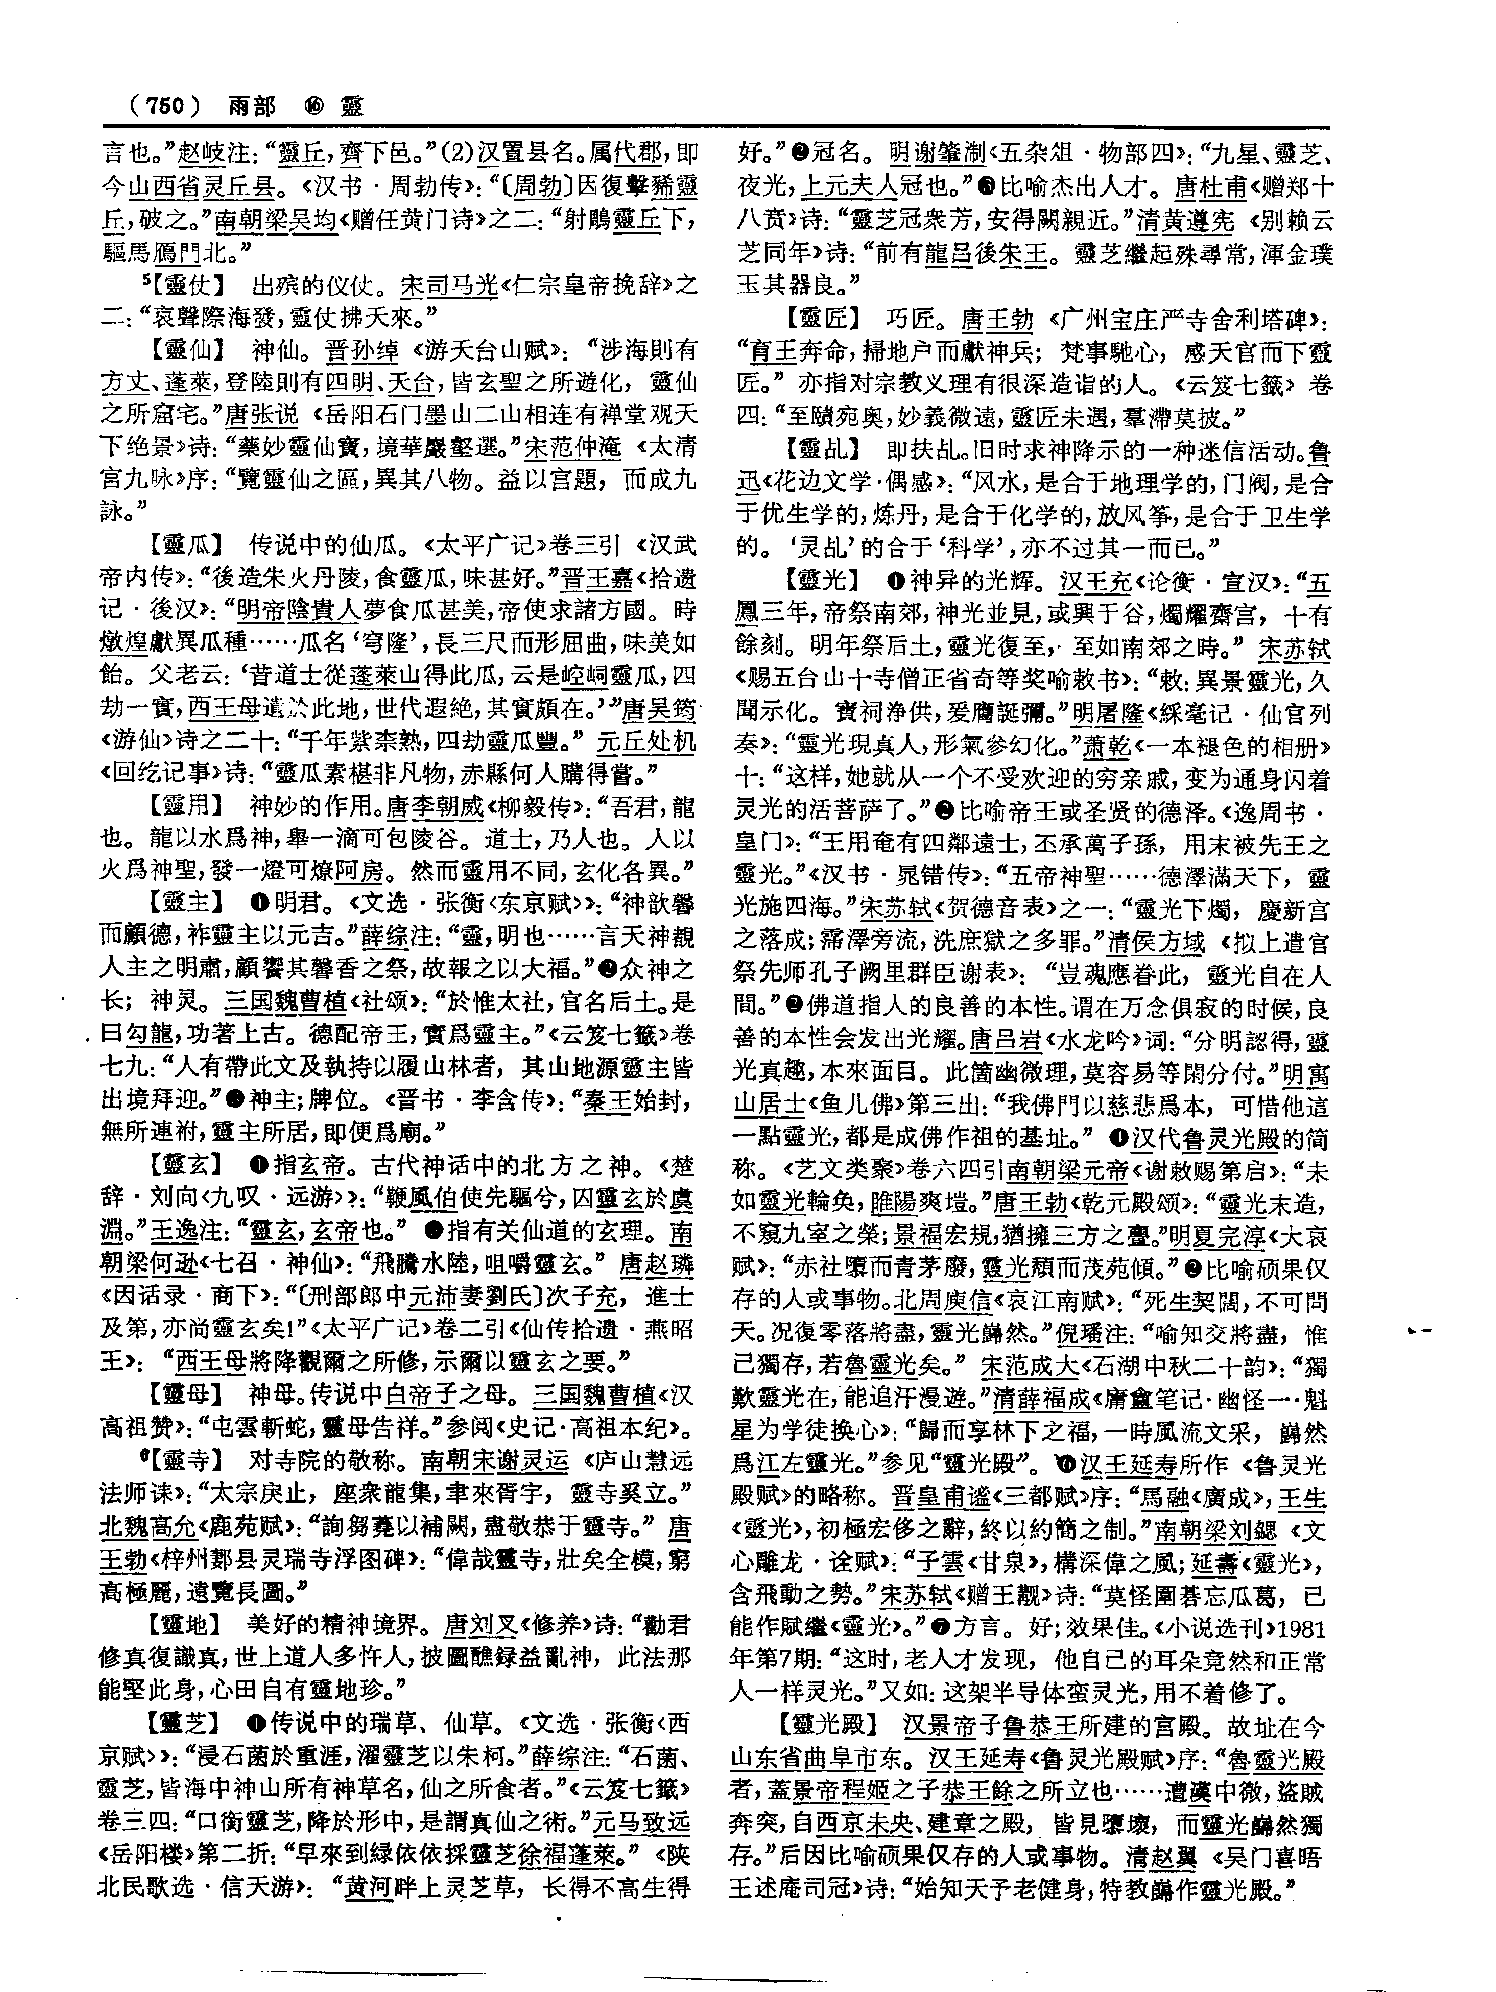 （750） 雨部 ⑯ 靈
言也。”赵岐注：“靈丘，齊下邑。”(2)汉置县名。属代郡，即
今山西省灵丘县。《汉书·周勃传》：“〔周勃〕因復擊豨靈
丘，破之。”南朝梁吴均《赠任黄门诗》之二：“射鵰靈丘下，
驅馬鴈門北。”
⁵【靈仗】 出殡的仪仗。宋司马光《仁宗皇帝挽辞》之
二：“哀聲際海發，靈仗拂天來。”
【靈仙】 神仙。晋孙绰《游天台山赋》：“涉海則有
方丈、蓬萊，登陸則有四明、天台，皆玄聖之所遊化，靈仙
之所窟宅。”唐张说《岳阳石门墨山二山相连有禅堂观天
下绝景》诗：“藥妙靈仙寶，境華巖壑選。”宋范仲淹《太清
宫九咏》序：“覽靈仙之區，異其八物。益以宫題，而成九
詠。”
【靈瓜】 传说中的仙瓜。《太平广记》卷三引《汉武
帝内传》：“後造朱火丹陵，食靈瓜，味甚好。”晋王嘉《拾遗
记·後汉》：“明帝陰貴人夢食瓜甚美，帝使求諸方國。時
燉煌獻異瓜種……瓜名‘穹隆’，長三尺而形屈曲，味美如
飴。父老云：‘昔道士從蓬萊山得此瓜，云是崆峒靈瓜，四
劫一實，西王母遺於此地，世代遐絶，其實頗在。’”唐吴筠
《游仙》诗之二十：“千年紫柰熟，四劫靈瓜豐。”元丘处机
《回纥记事》诗：“靈瓜素椹非凡物，赤縣何人購得嘗。”
【靈用】 神妙的作用。唐李朝威《柳毅传》：“吾君，龍
也。龍以水爲神，舉一滴可包陵谷。道士，乃人也。人以
火爲神聖，發一燈可燎阿房。然而靈用不同，玄化各異。”
【靈主】 ❶明君。《文选·张衡〈东京赋〉》：“神歆馨
而顧德，祚靈主以元吉。”薛综注：“靈，明也……言天神覩
人主之明肅，顧饗其馨香之祭，故報之以大福。”❷众神之
长；神灵。三国魏曹植《社颂》：“於惟太社，官名后土。是
曰勾龍，功著上古。德配帝王，實爲靈主。”《云笈七籤》卷
七九：“人有帶此文及執持以履山林者，其山地源靈主皆
出境拜迎。”❸神主；牌位。《晋书·李含传》：“秦王始封，
無所連祔，靈主所居，即便爲廟。”
【靈玄】 ❶指玄帝。古代神话中的北方之神。《楚
辞·刘向〈九叹·远游〉》：“鞭風伯使先驅兮，囚靈玄於虞
淵。”王逸注：“靈玄，玄帝也。” ❷指有关仙道的玄理。南
朝梁何逊《七召·神仙》：“飛騰水陸，咀嚼靈玄。” 唐赵璘
《因话录·商下》：“〔刑部郎中元沛妻劉氏〕次子充，進士
及第，亦尚靈玄矣！”《太平广记》卷二引《仙传拾遗·燕昭
王》：“西王母將降觀爾之所修，示爾以靈玄之要。”
【靈母】 神母。传说中白帝子之母。三国魏曹植《汉
高祖赞》：“屯雲斬蛇，靈母告祥。”参阅《史记·高祖本纪》。
⁶【靈寺】 对寺院的敬称。南朝宋谢灵运《庐山慧远
法师诔》：“太宗戾止，座衆龍集，聿來胥宇，靈寺奚立。”
北魏高允《鹿苑赋》：“詢芻蕘以補闕，盡敬恭于靈寺。”唐
王勃《梓州郪县灵瑞寺浮图碑》：“偉哉靈寺，壯矣全模，窮
高極麗，遠覽長圖。”
【靈地】 美好的精神境界。唐刘叉《修养》诗：“勸君
修真復識真，世上道人多忤人，披圖醮録益亂神，此法那
能堅此身，心田自有靈地珍。”
【靈芝】 ❶传说中的瑞草、仙草。《文选·张衡〈西
京赋〉》：“浸石菌於重涯，濯靈芝以朱柯。”薛综注：“石菌、
靈芝，皆海中神山所有神草名，仙之所食者。”《云笈七籤》
卷三四：“口銜靈芝，降於形中，是謂真仙之術。”元马致远
《岳阳楼》第二折：“早來到緑依依採靈芝徐福蓬萊。”《陕
北民歌选·信天游》：“黄河畔上灵芝草，长得不高生得
好。”❷冠名。明谢肇淛《五杂俎·物部四》：“九星、靈芝、
夜光，上元夫人冠也。”❸比喻杰出人才。唐杜甫《赠郑十
八贲》诗：“靈芝冠衆芳，安得闕親近。”清黄遵宪《别赖云
芝同年》诗：“前有龍吕後朱王。靈芝繼起殊尋常，渾金璞
玉其器良。”
【靈匠】 巧匠。唐王勃《广州宝庄严寺舍利塔碑》：
“育王奔命，掃地户而獻神兵；梵事馳心，感天官而下靈
匠。”亦指对宗教义理有很深造诣的人。《云笈七籤》卷
四：“至賾宛奥，妙義微遠，靈匠未遇，羣滯莫披。”
【靈乩】 即扶乩。旧时求神降示的一种迷信活动。鲁
迅《花边文学·偶感》：“风水，是合于地理学的，门阀，是合
于优生学的，炼丹，是合于化学的，放风筝，是合于卫生学
的。‘灵乩’的合于‘科学’，亦不过其一而已。”
【靈光】 ❶神异的光辉。汉王充《论衡·宣汉》：“五
鳳三年，帝祭南郊，神光並見，或興于谷，燭耀齋宫，十有
餘刻。明年祭后土，靈光復至，至如南郊之時。”宋苏轼
《赐五台山十寺僧正省奇等奖喻敕书》：“敕：異景靈光，久
聞示化。寶祠浄供，爰膺誕彌。”明屠隆《綵毫记·仙官列
奏》：“靈光現真人，形氣參幻化。”萧乾《一本褪色的相册》
十：“这样，她就从一个不受欢迎的穷亲戚，变为通身闪着
灵光的活菩萨了。”❷比喻帝王或圣贤的德泽。《逸周书·
皇门》：“王用奄有四鄰遠士，丕承萬子孫，用末被先王之
靈光。”《汉书·晁错传》：“五帝神聖……德澤滿天下，靈
光施四海。”宋苏轼《贺德音表》之一：“靈光下燭，慶新宫
之落成；霈澤旁流，洗庶獄之多罪。”清侯方域《拟上遣官
祭先师孔子阙里群臣谢表》：“豈魂應眷此，靈光自在人
間。”❷佛道指人的良善的本性。谓在万念俱寂的时候，良
善的本性会发出光耀。唐吕岩《水龙吟》词：“分明認得，靈
光真趣，本來面目。此箇幽微理，莫容易等閑分付。”明寓
山居士《鱼儿佛》第三出：“我佛門以慈悲爲本，可惜他這
一點靈光，都是成佛作祖的基址。” ❶汉代鲁灵光殿的简
称。《艺文类聚》卷六四引南朝梁元帝《谢敕赐第启》：“未
如靈光輪奂，睢陽爽塏。”唐王勃《乾元殿颂》：“靈光末造，
不窺九室之榮；景福宏規，猶擁三方之亹。”明夏完淳《大哀
赋》：“亦社隳而青茅廢，靈光頽而茂苑傾。”❷比喻硕果仅
存的人或事物。北周庾信《哀江南赋》：“死生契闊，不可問
天。况復零落將盡，靈光巋然。”倪璠注：“喻知交將盡，惟
己獨存，若魯靈光矣。” 宋范成大《石湖中秋二十韵》：“獨
歎靈光在，能追汗漫遊。”清薛福成《庸盦笔记·幽怪一·魁
星为学徒换心》：“歸而享林下之福，一時風流文采，巋然
爲江左靈光。”参见“靈光殿”。❻汉王延寿所作《鲁灵光
殿赋》的略称。晋皇甫谧《三都赋》序：“馬融《廣成》，王生
《靈光》，初極宏侈之辭，終以約簡之制。”南朝梁刘勰《文
心雕龙·诠赋》：“子雲《甘泉》，構深偉之風；延壽《靈光》，
含飛動之勢。”宋苏轼《赠王觏》诗：“莫怪圍碁忘瓜葛，已
能作賦繼《靈光》。”❼方言。好；效果佳。《小说选刊》1981
年第7期：“这时，老人才发现，他自己的耳朵竟然和正常
人一样灵光。”又如：这架半导体蛮灵光，用不着修了。
【靈光殿】 汉景帝子鲁恭王所建的宫殿。故址在今
山东省曲阜市东。汉王延寿《鲁灵光殿赋》序：“魯靈光殿
者，蓋景帝程姬之子恭王餘之所立也……遭漢中微，盜賊
奔突，自西京未央、建章之殿，皆見隳壞，而靈光巋然獨
存。”后因比喻硕果仅存的人或事物。清赵翼《吴门喜晤
王述庵司冠》诗：“始知天予老健身，特教巋作靈光殿。”